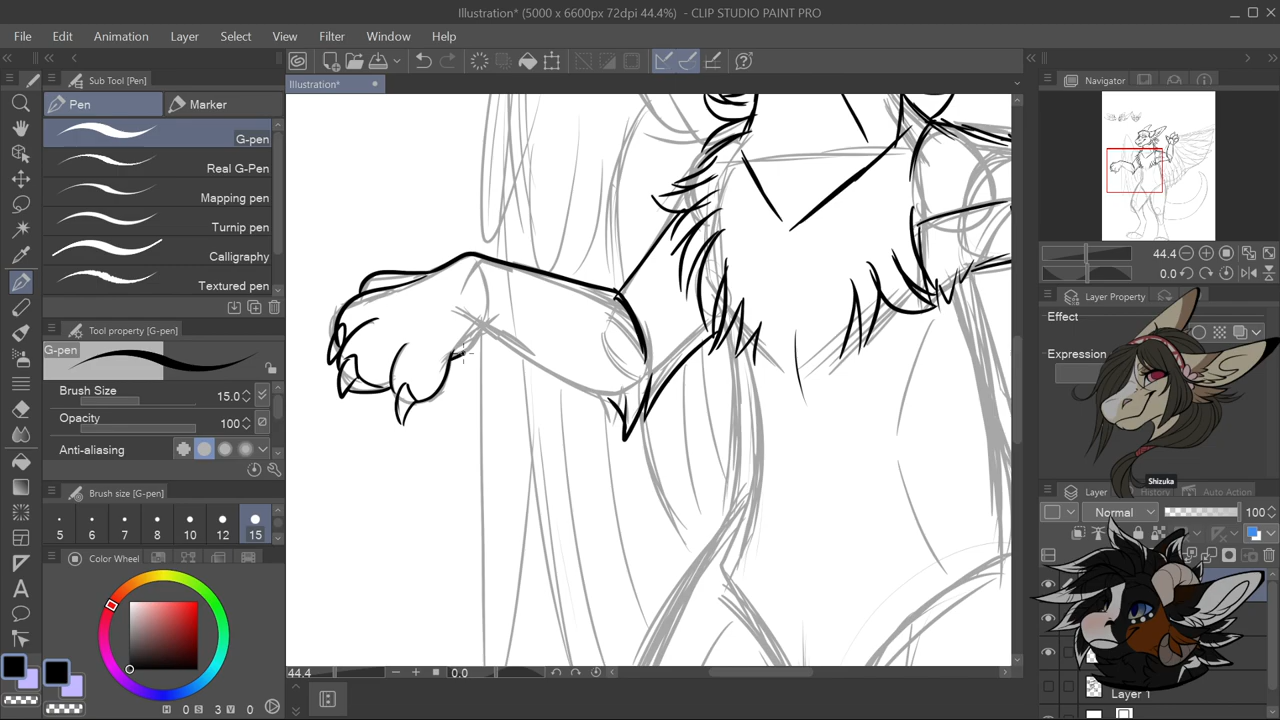 Illustration* (5000 x 6600px 72dpi 44.4%) - CLIP STUDIO PAINT PRO
File Edit Animation Layer Select View Filter Window Help
Sub Tool [Pen]
Pen
Marker
G-pen
Real G-Pen
Mapping pen
Turnip pen
Calligraphy
Textured pen
Tool property [G-pen]
G-pen
Brush Size 15.0
Opacity 100
Anti-aliasing
Brush size [G-pen]
5 6 7 8 10 12 15
Color Wheel
H 0 S 3 V 0
Illustration*
44.4 0.0
Navigator
44.4
0.0
Layer Property
Effect
Expression
Shizuka
Layer History Auto Action
Normal 100
Layer 1